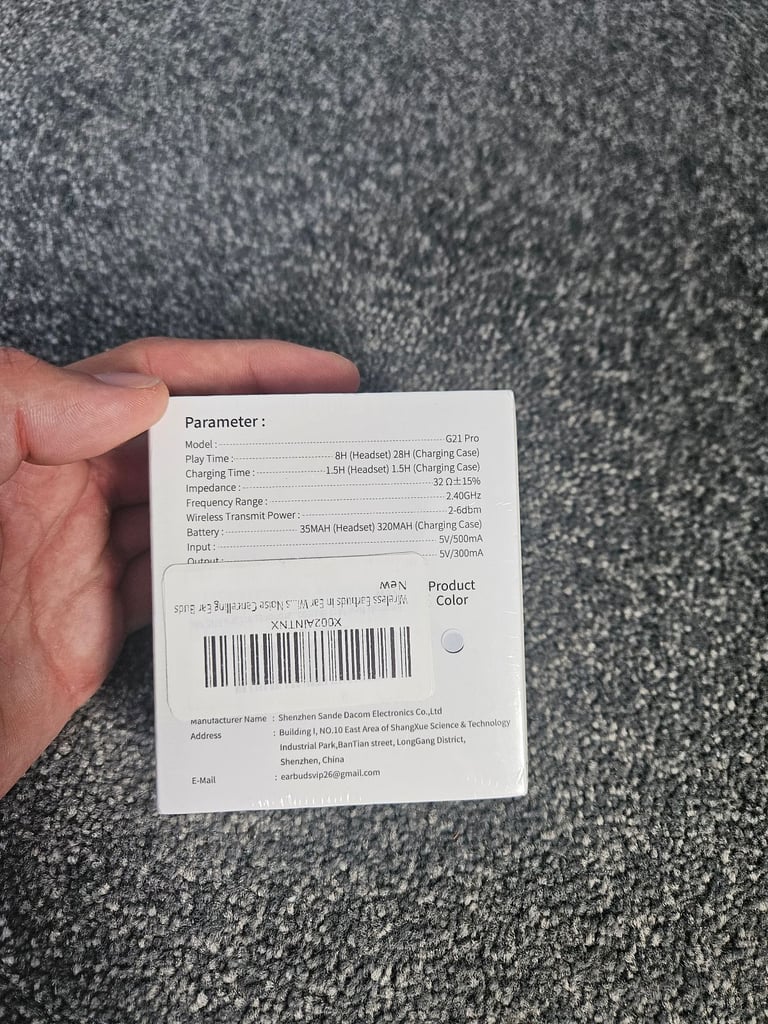 Parameter :
Model : G21 Pro
Play Time : 8H (Headset) 28H (Charging Case)
Charging Time : 1.5H (Headset) 1.5H (Charging Case)
Impedance : 32 Ω±15%
Frequency Range : 2.40GHz
Wireless Transmit Power : 2-6dbm
Battery : 35MAH (Headset) 320MAH (Charging Case)
Input : 5V/500mA
Output : 5V/300mA
Product
Color
X002AINTNX
Wireless Earbuds in Ear Wi...s Noise Cancelling Ear Buds
New
Manufacturer Name : Shenzhen Sande Dacom Electronics Co.,Ltd
Address : Building I, NO.10 East Area of ShangXue Science & Technology
Industrial Park,BanTian street, LongGang District,
Shenzhen, China
E-Mail : earbudsvip26@gmail.com